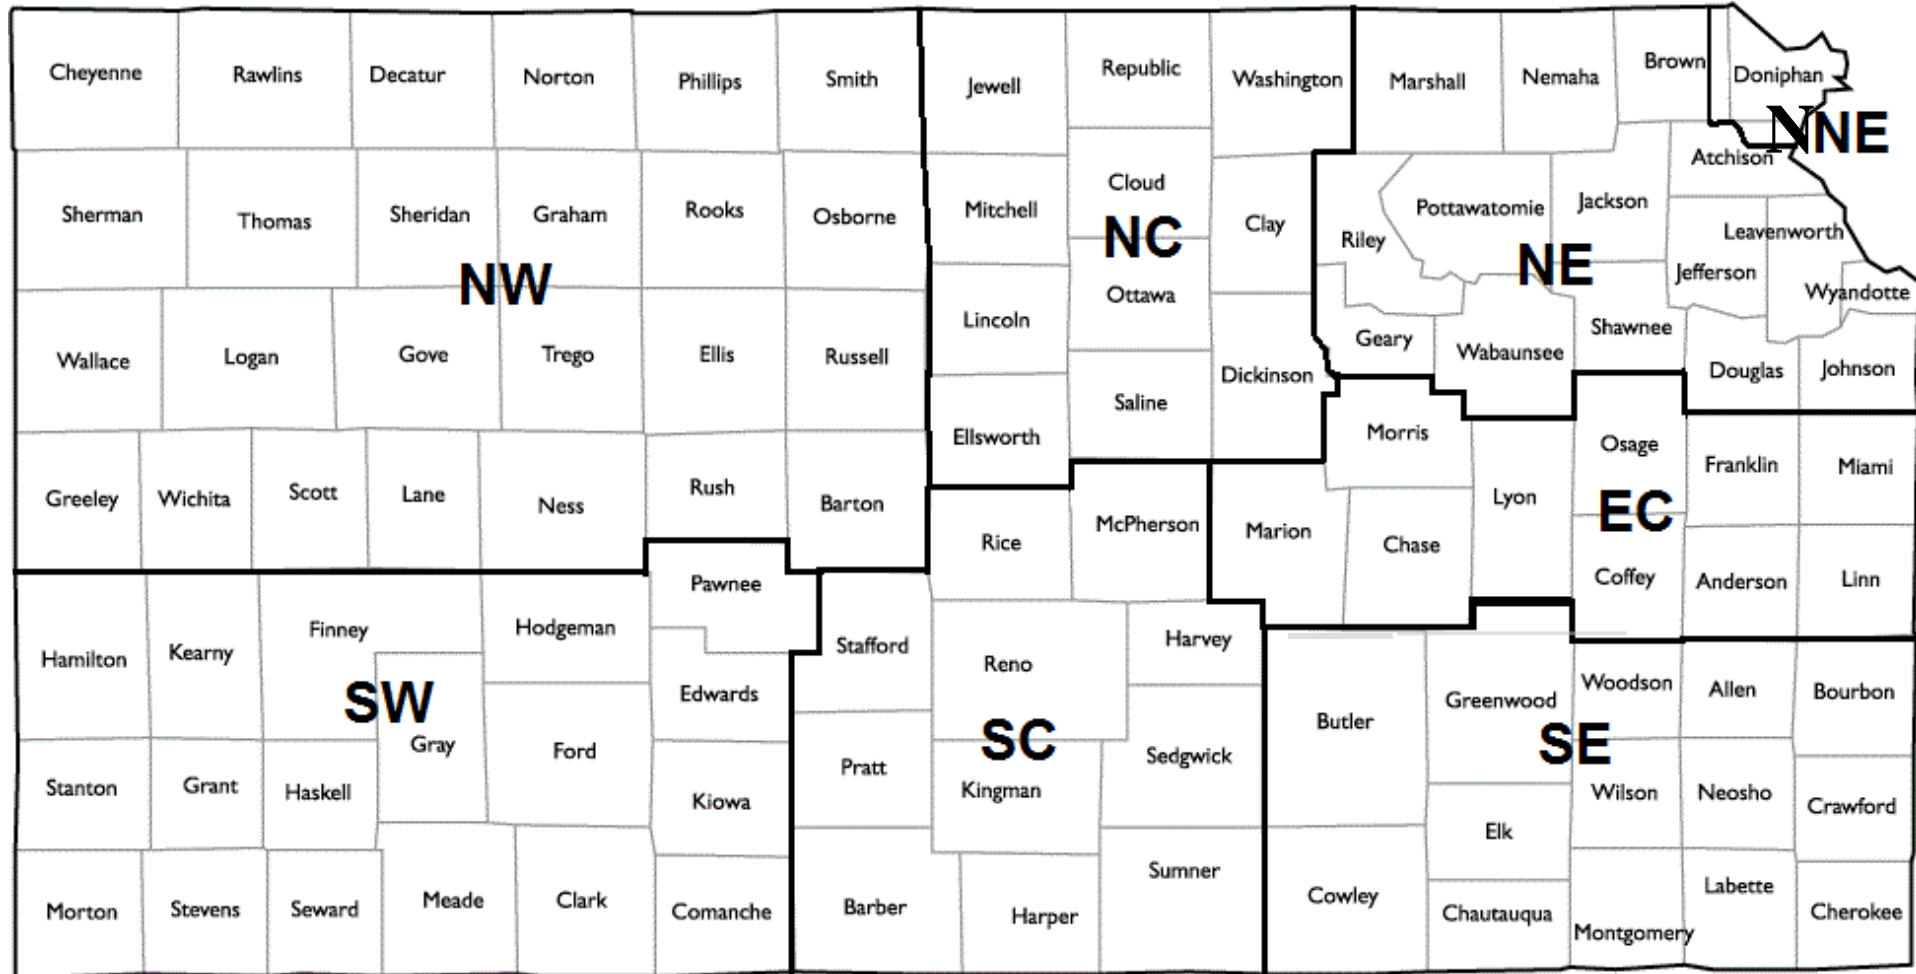 Cheyenne
Rawlins
Decatur
Norton
Phillips
Smith
Jewell
Republic
Washington
Marshall
Nemaha
Brown
Doniphan
NNE
Atchison
Sherman
Thomas
Sheridan
Graham
Rooks
Osborne
Mitchell
Cloud
Clay
Riley
Pottawatomie
Jackson
Leavenworth
NW
NC
NE
Jefferson
Wyandotte
Lincoln
Ottawa
Geary
Wabaunsee
Shawnee
Douglas
Johnson
Wallace
Logan
Gove
Trego
Ellis
Russell
Ellsworth
Saline
Dickinson
Morris
Osage
Franklin
Miami
Greeley
Wichita
Scott
Lane
Ness
Rush
Barton
Rice
McPherson
Marion
Chase
Lyon
EC
Coffey
Anderson
Linn
Hamilton
Kearny
Finney
Hodgeman
Pawnee
Edwards
Stafford
Reno
Harvey
SW
SC
SE
Gray
Ford
Butler
Greenwood
Woodson
Allen
Bourbon
Stanton
Grant
Haskell
Kiowa
Pratt
Kingman
Sedgwick
Elk
Wilson
Neosho
Crawford
Morton
Stevens
Seward
Meade
Clark
Comanche
Barber
Harper
Sumner
Cowley
Chautauqua
Montgomery
Labette
Cherokee